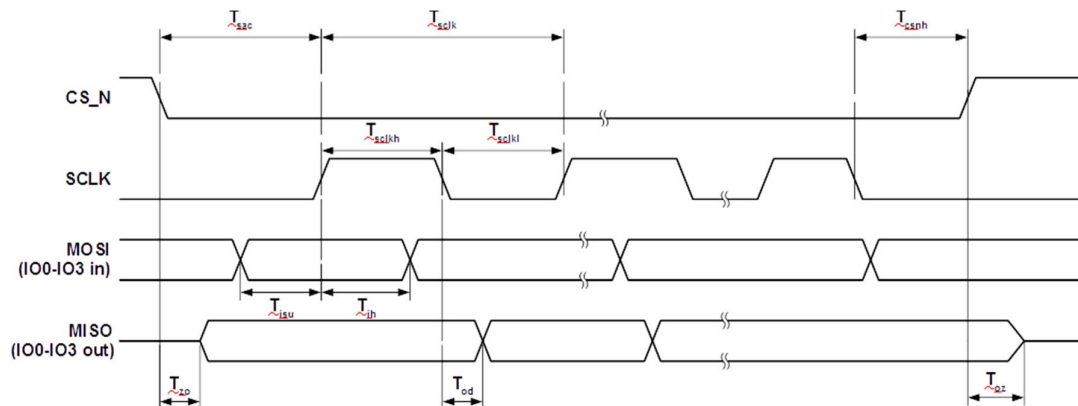 Tsac
Tsclk
Tcsnh
CS_N
Tsclkh
Tsclkl
SCLK
MOSI
(IO0-IO3 in)
Tisu
Tih
MISO
(IO0-IO3 out)
Tzo
Tod
Toz